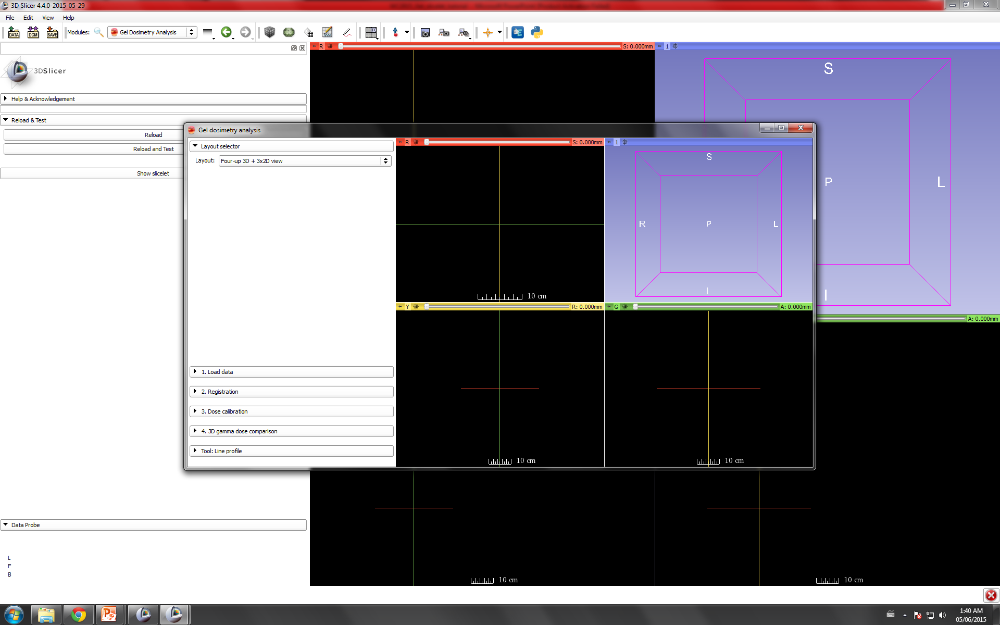 3D Slicer 4.4.0-2015-05-29
File Edit View Help
DATA DCM SAVE Modules: Gel Dosimetry Analysis
R S: 0.000mm 1
3DSlicer
Help & Acknowledgement
Reload & Test
Reload
Reload and Test
Show slicelet
S
P
L
I
A: 0.000mm
Gel dosimetry analysis
Layout selector
Layout: Four-up 3D + 3x2D view
1. Load data
2. Registration
3. Dose calibration
4. 3D gamma dose comparison
Tool: Line profile
R S: 0.000mm
10 cm
1
S
R P L
I
Y R: 0.000mm
10 cm
G A: 0.000mm
10 cm
10 cm
10 cm
Data Probe
L
F
B
1:40 AM
05/06/2015